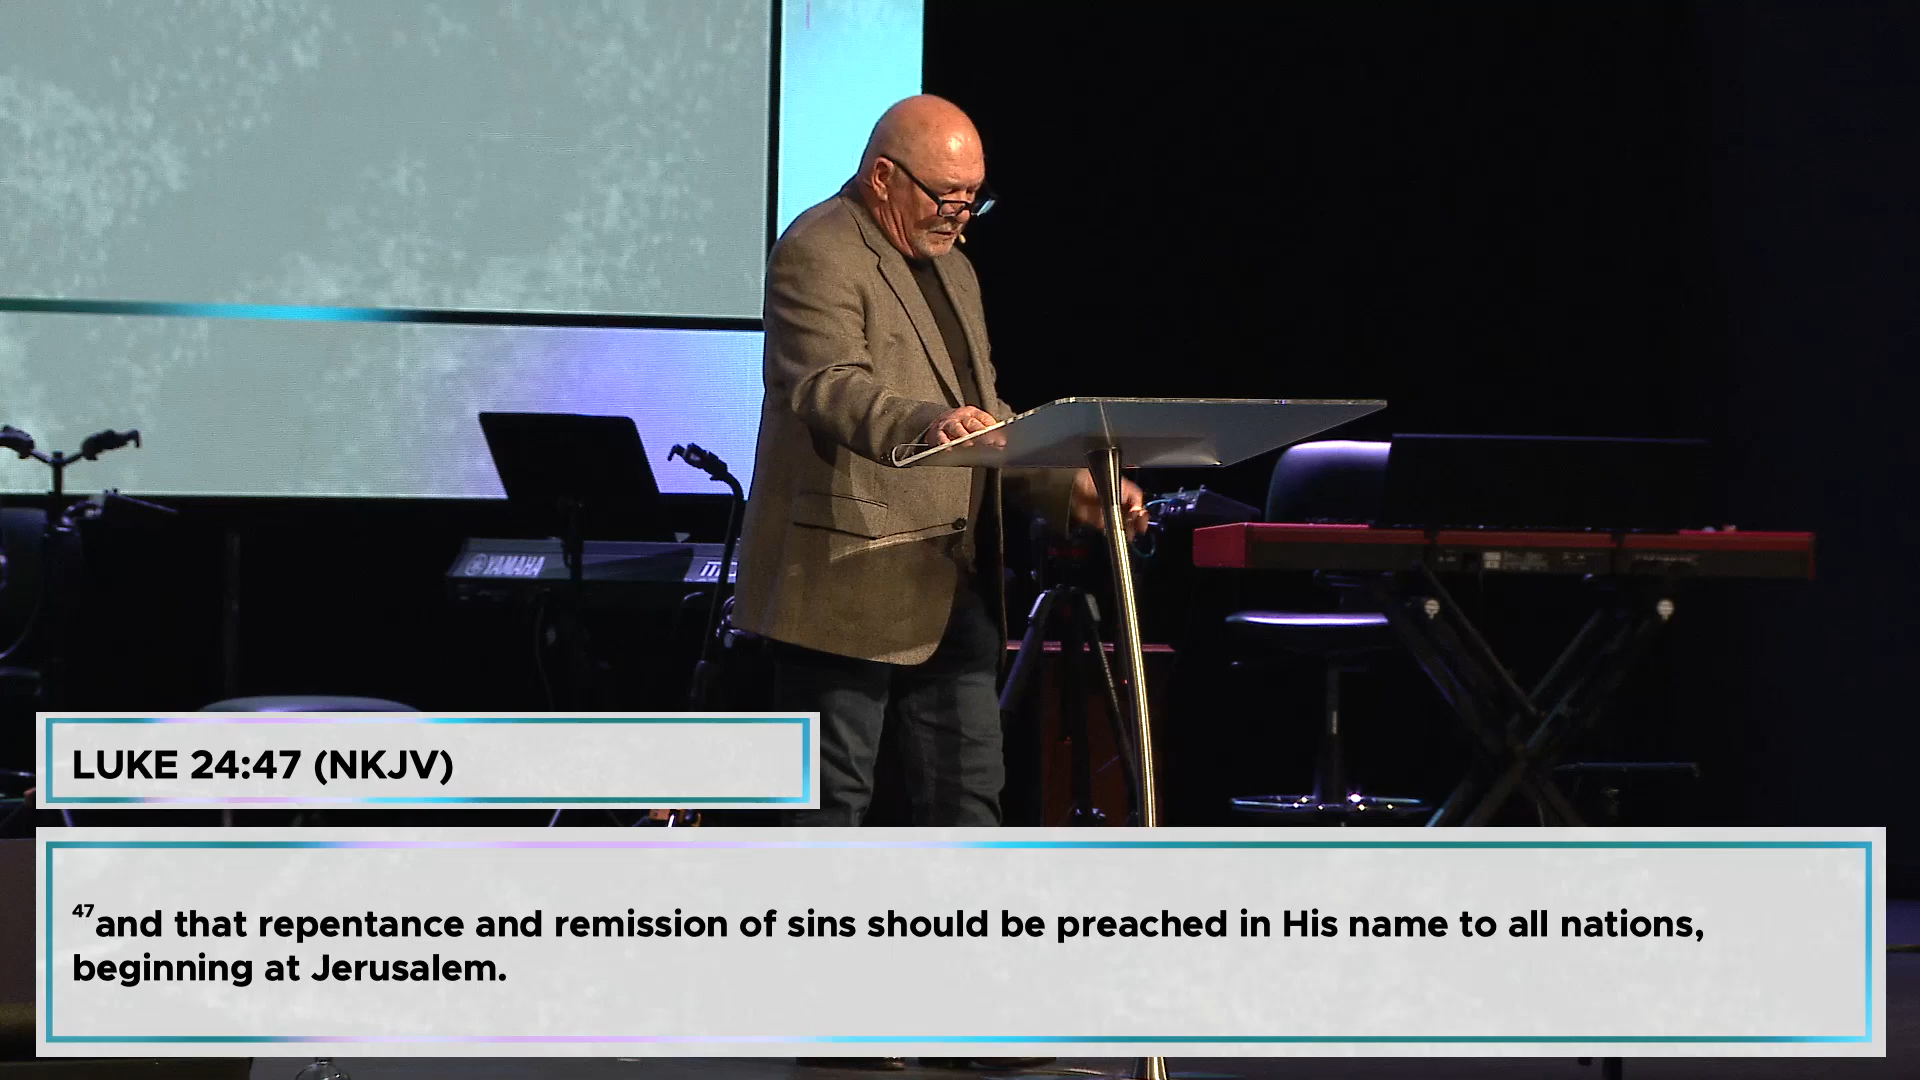 YAMAHA
LUKE 24:47 (NKJV)
47and that repentance and remission of sins should be preached in His name to all nations,
beginning at Jerusalem.